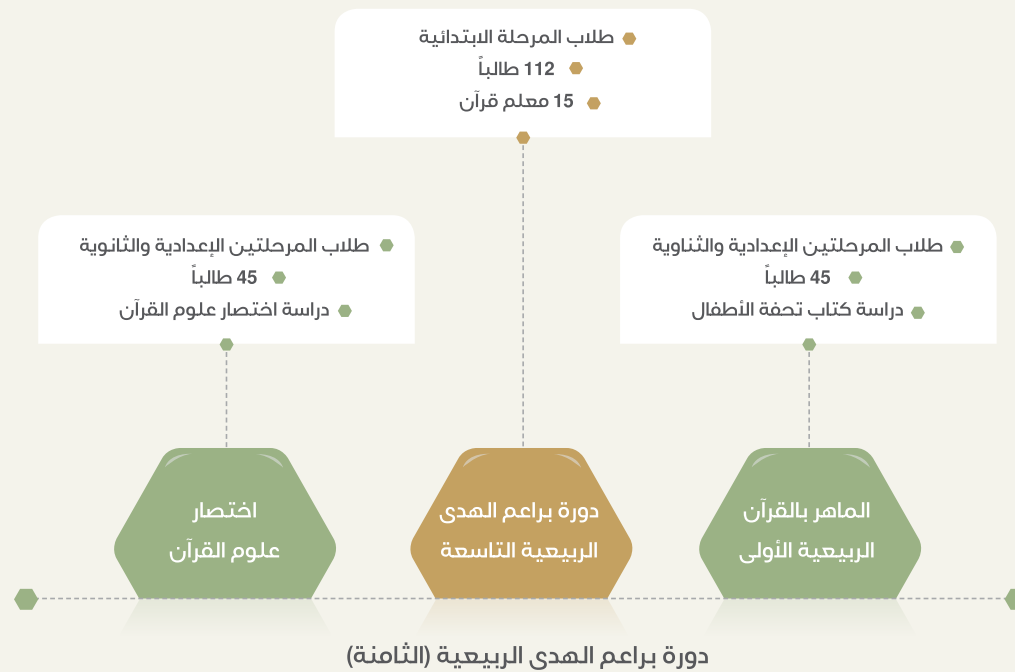 طلاب المرحلة الابتدائية
112 طالباً
15 معلم قرآن
طلاب المرحلتين الإعدادية والثناوية
45 طالباً
دراسة كتاب تحفة الأطفال
طلاب المرحلتين الإعدادية والثانوية
45 طالباً
دراسة اختصار علوم القرآن
الماهر بالقرآن
الربيعية الأولى
دورة براعم الهدى
الربيعية التاسعة
اختصار
علوم القرآن
دورة براعم الهدى الربيعية (الثامنة)